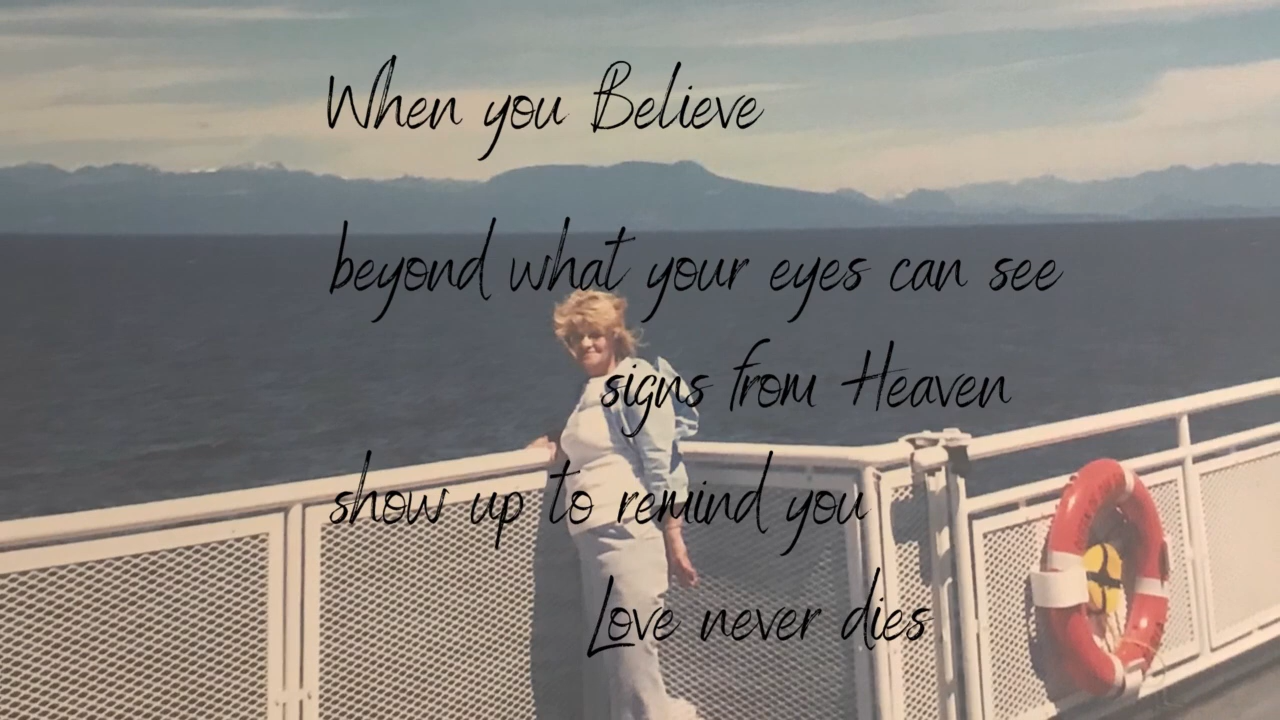 When you Believe
beyond what your eyes can see
signs from Heaven
show up to remind you
Love never dies